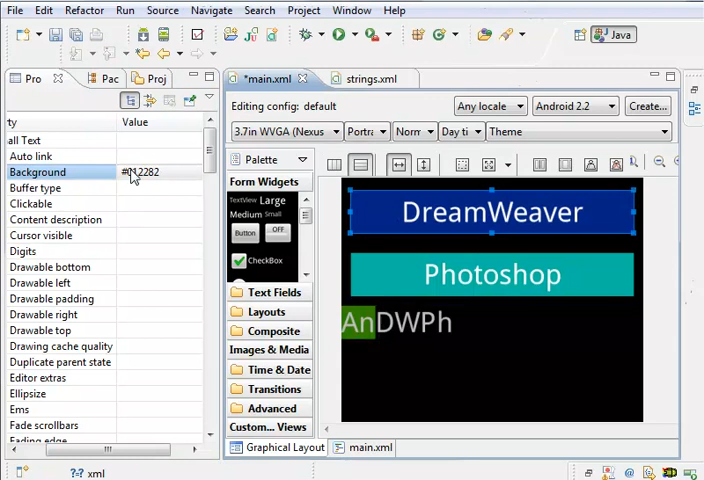 File Edit Refactor Run Source Navigate Search Project Window Help
Java
Pro Pac Proj
*main.xml strings.xml
ty Value
all Text
Auto link
Background
Buffer type
Clickable
Content description
Cursor visible
Digits
Drawable bottom
Drawable left
Drawable padding
Drawable right
Drawable top
Drawing cache quality
Duplicate parent state
Editor extras
Ellipsize
Ems
Fade scrollbars
Fading edge
Editing config: default Any locale Android 2.2 Create...
3.7in WVGA (Nexus Portra Norm Day ti Theme
Palette
Form Widgets
TextView Large
Medium Small
Button OFF
CheckBox
Text Fields
Layouts
Composite
Images & Media
Time & Date
Transitions
Advanced
Custom... Views
DreamWeaver
Photoshop
AnDWPh
Graphical Layout main.xml
xml